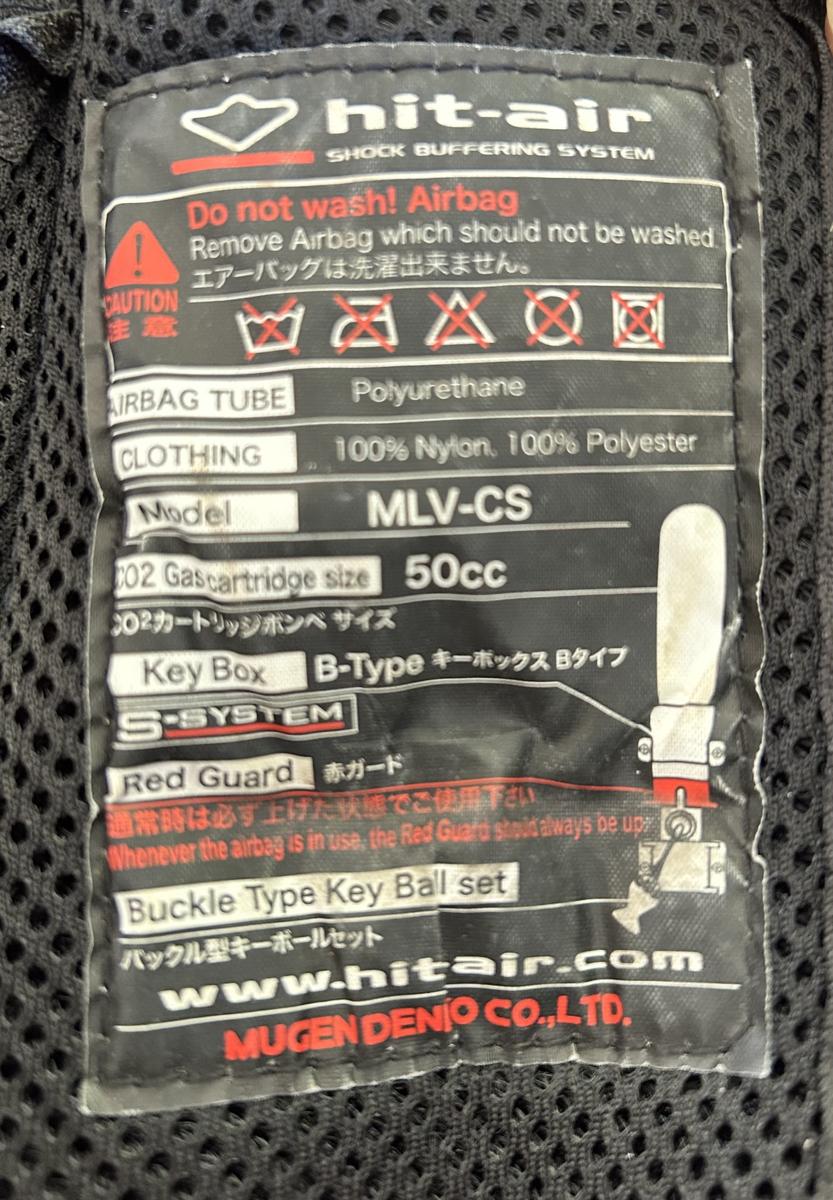 hit-air
SHOCK BUFFERING SYSTEM
Do not wash! Airbag
Remove Airbag which should not be washed.
エアーバッグは洗濯出来ません。
CAUTION
注 意
AIRBAG TUBE Polyurethane
CLOTHING 100% Nylon. 100% Polyester
Model MLV-CS
CO2 Gas cartridge size 50cc
CO²カートリッジボンベ サイズ
Key Box B-Type キーボックス Bタイプ
S-SYSTEM
Red Guard 赤ガード
通常時は必ず上げた状態でご使用下さい
Whenever the airbag is in use, the Red Guard should always be up.
Buckle Type Key Ball set
バックル型キーボールセット
www.hitair.com
MUGEN DENKO CO.,LTD.